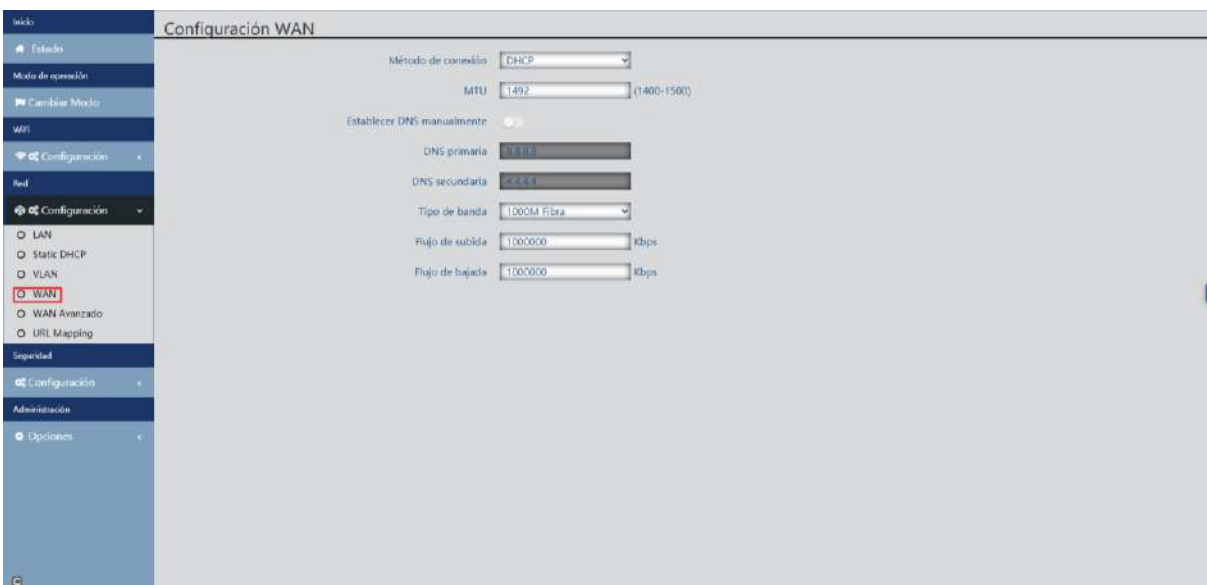 Inicio
Estado
Modo de operación
Cambiar Modo
WiFi
Configuración
Red
Configuración
LAN
Static DHCP
VLAN
WAN
WAN Avanzado
URL Mapping
Seguridad
Configuración
Administración
Opciones
Configuración WAN
Método de conexión DHCP
MTU 1492 (1400-1500)
Establecer DNS manualmente
DNS primaria 8.8.8.8
DNS secundaria 4.4.4.4
Tipo de banda 1000M Fibra
Flujo de subida 1000000 Kbps
Flujo de bajada 1000000 Kbps